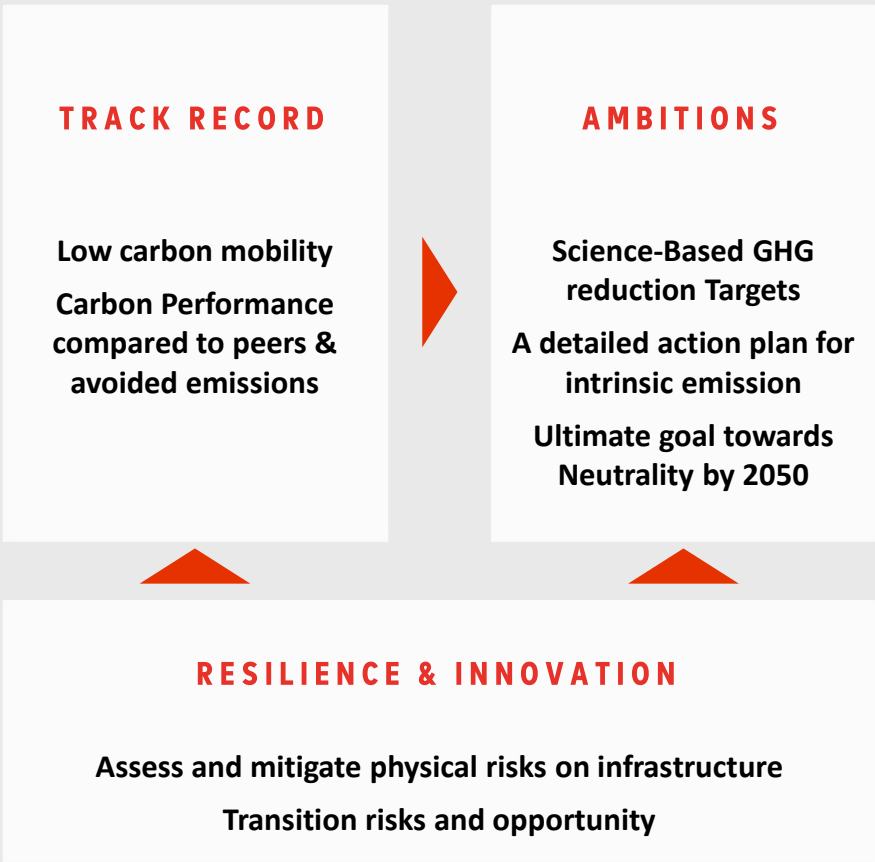 TRACK RECORD
Low carbon mobility
Carbon Performance
compared to peers &
avoided emissions
AMBITIONS
Science-Based GHG
reduction Targets
A detailed action plan for
intrinsic emission
Ultimate goal towards
Neutrality by 2050
RESILIENCE & INNOVATION
Assess and mitigate physical risks on infrastructure
Transition risks and opportunity